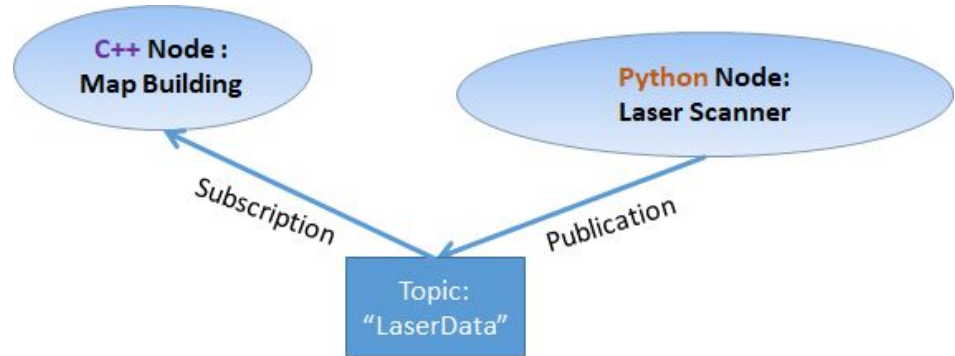 C++ Node :
Map Building
Python Node:
Laser Scanner
Subscription
Publication
Topic:
“LaserData”